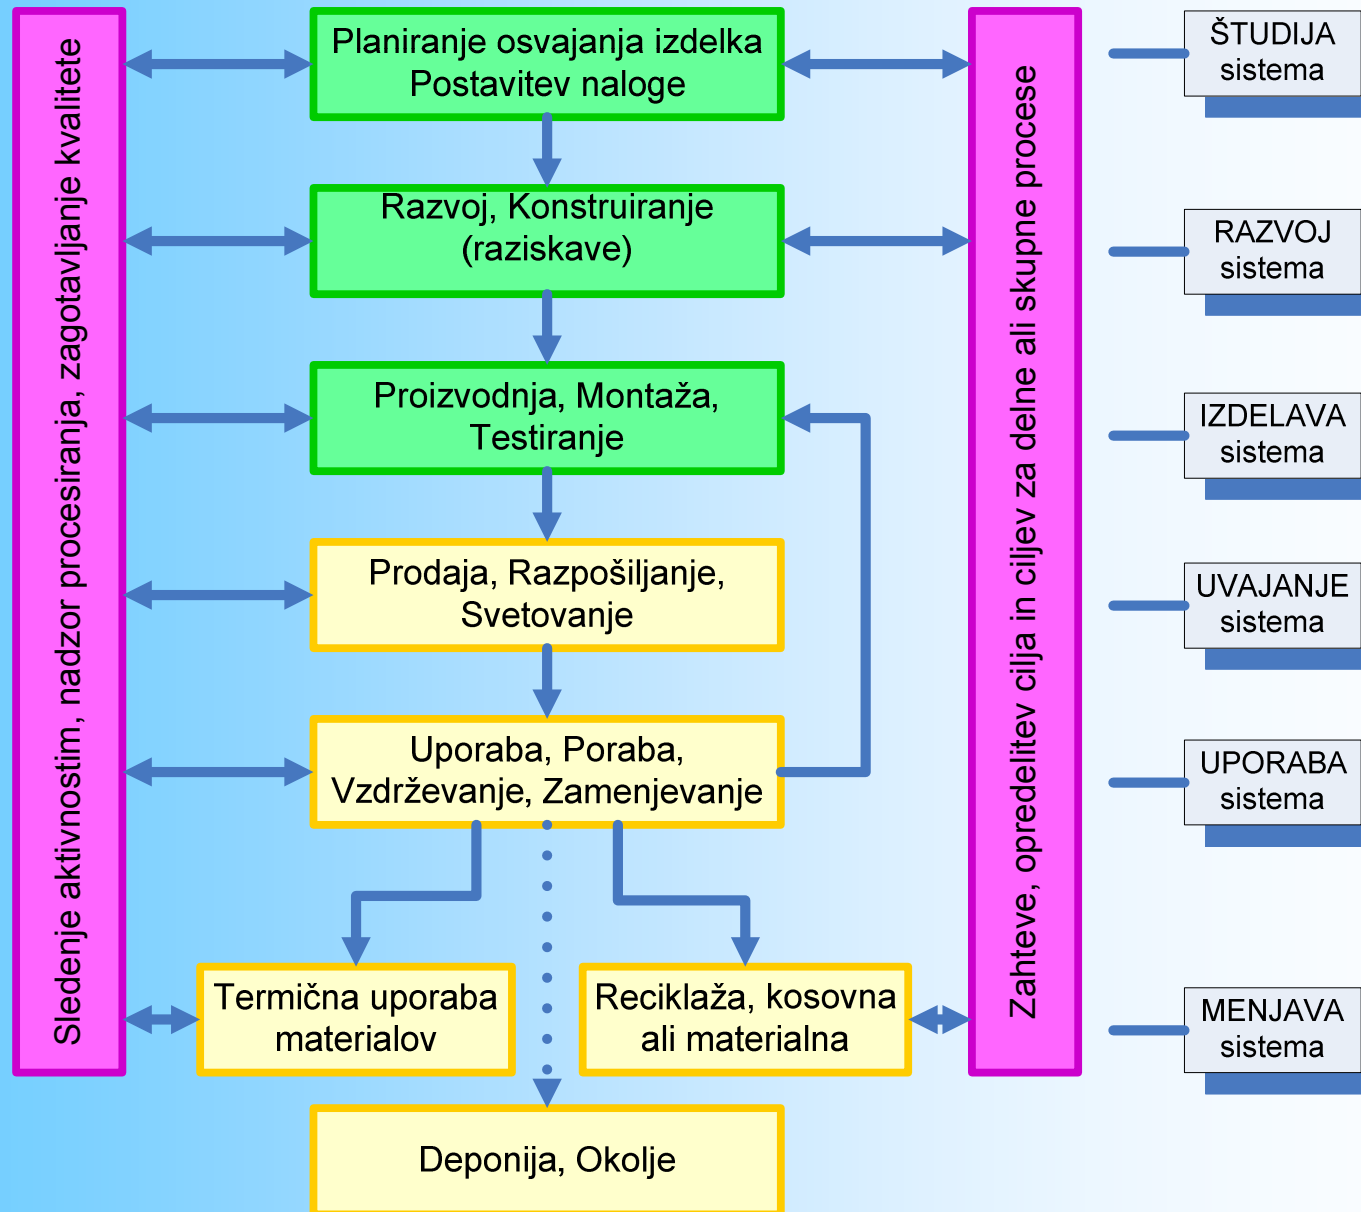 Sledenje aktivnostim, nadzor procesiranja, zagotavljanje kvalitete
Planiranje osvajanja izdelka
Postavitev naloge
Razvoj, Konstruiranje
(raziskave)
Proizvodnja, Montaža,
Testiranje
Prodaja, Razpošiljanje,
Svetovanje
Uporaba, Poraba,
Vzdrževanje, Zamenjevanje
Termična uporaba
materialov
Reciklaža, kosovna
ali materialna
Deponija, Okolje
Zahteve, opredelitev cilja in ciljev za delne ali skupne procese
ŠTUDIJA
sistema
RAZVOJ
sistema
IZDELAVA
sistema
UVAJANJE
sistema
UPORABA
sistema
MENJAVA
sistema